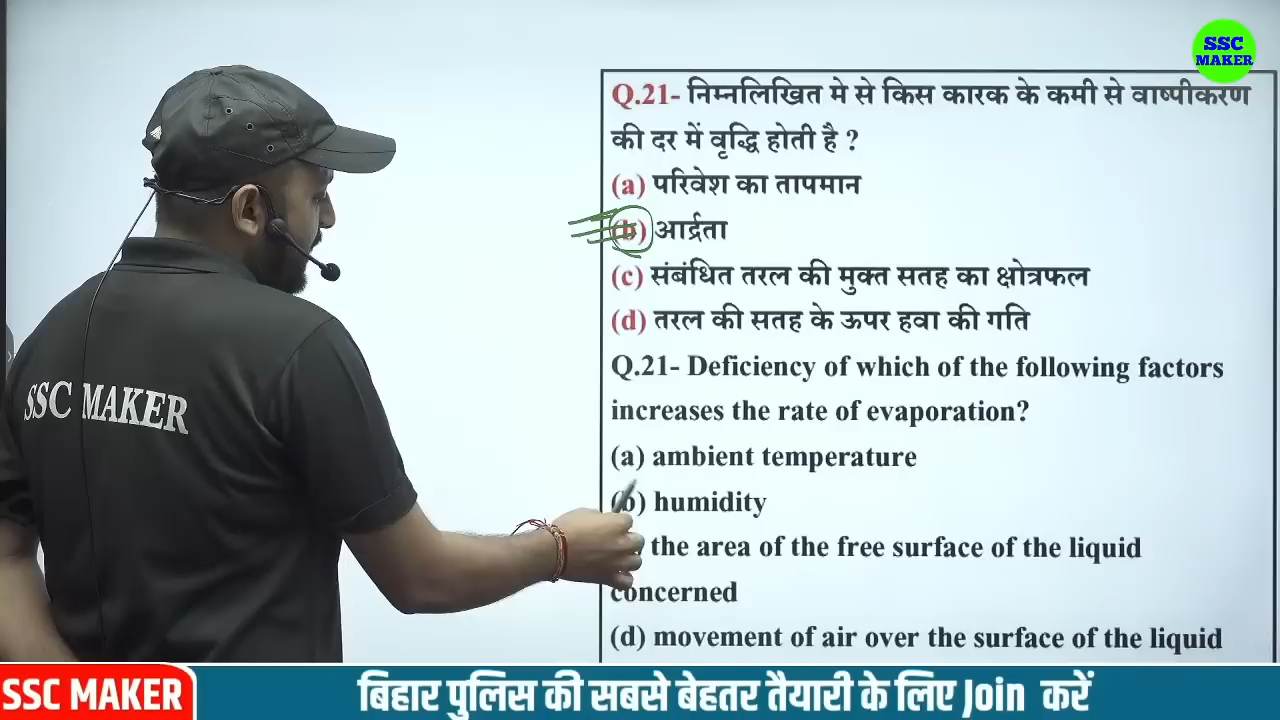 SSC
MAKER
Q.21- निम्नलिखित मे से किस कारक के कमी से वाष्पीकरण
की दर में वृद्धि होती है ?
(a) परिवेश का तापमान
(b) आर्द्रता
(c) संबंधित तरल की मुक्त सतह का क्षोत्रफल
(d) तरल की सतह के ऊपर हवा की गति
Q.21- Deficiency of which of the following factors
increases the rate of evaporation?
(a) ambient temperature
(b) humidity
the area of the free surface of the liquid
concerned
(d) movement of air over the surface of the liquid
SSC MAKER
SSC MAKER
बिहार पुलिस की सबसे बेहतर तैयारी के लिए Join करें